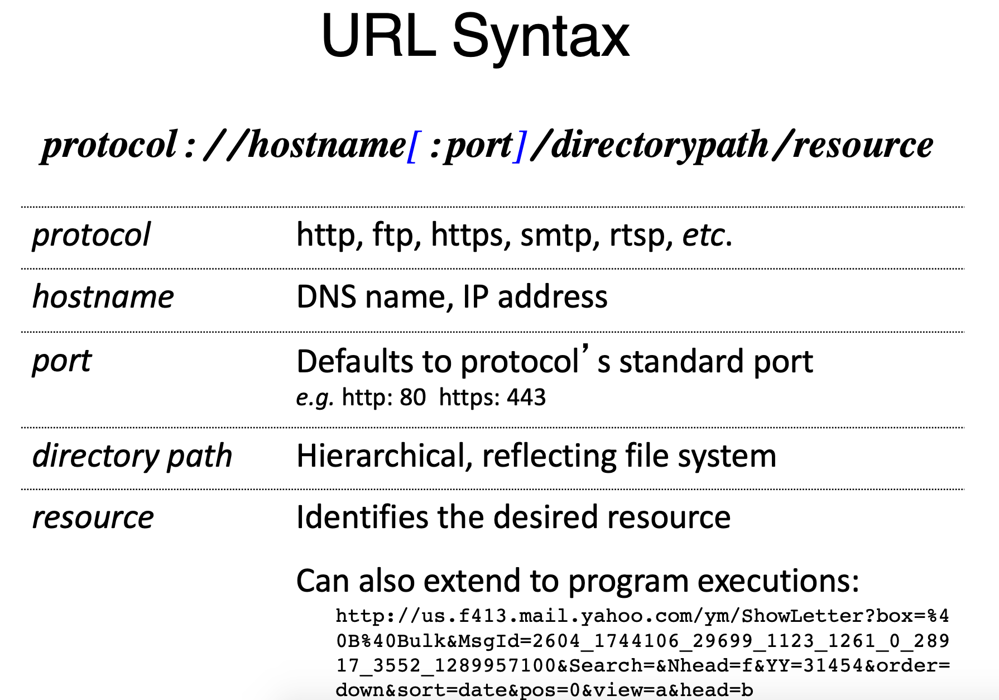 URL Syntax
protocol://hostname[ :port]/directorypath/resource
protocol http, ftp, https, smtp, rtsp, etc.
hostname DNS name, IP address
port Defaults to protocol’s standard port
e.g. http: 80 https: 443
directory path Hierarchical, reflecting file system
resource Identifies the desired resource
Can also extend to program executions:
http://us.f413.mail.yahoo.com/ym/ShowLetter?box=%4
0B%40Bulk&MsgId=2604_1744106_29699_1123_1261_0_289
17_3552_1289957100&Search=&Nhead=f&YY=31454&order=
down&sort=date&pos=0&view=a&head=b